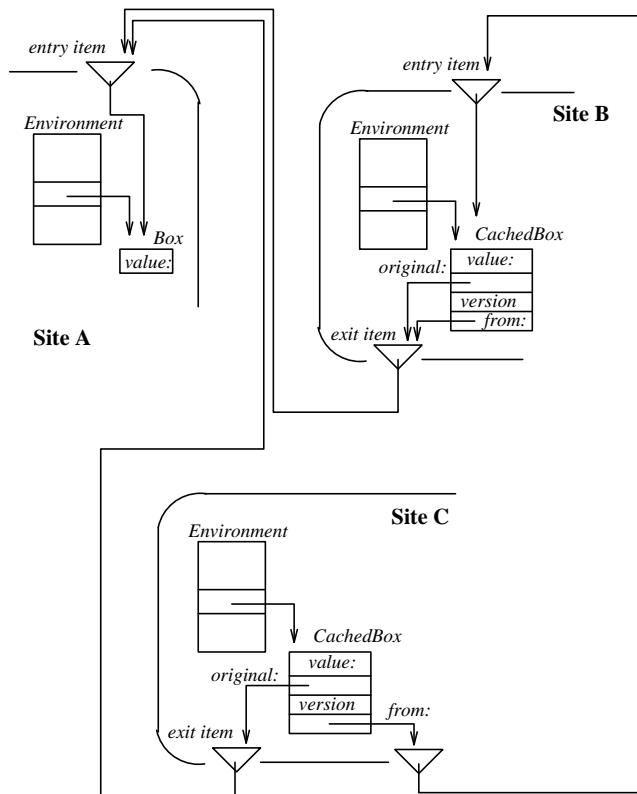 entry item
Environment
Box
value:
Site A
entry item
Site B
Environment
CachedBox
value:
original:
version
from:
exit item
Site C
Environment
CachedBox
value:
original:
version
from:
exit item